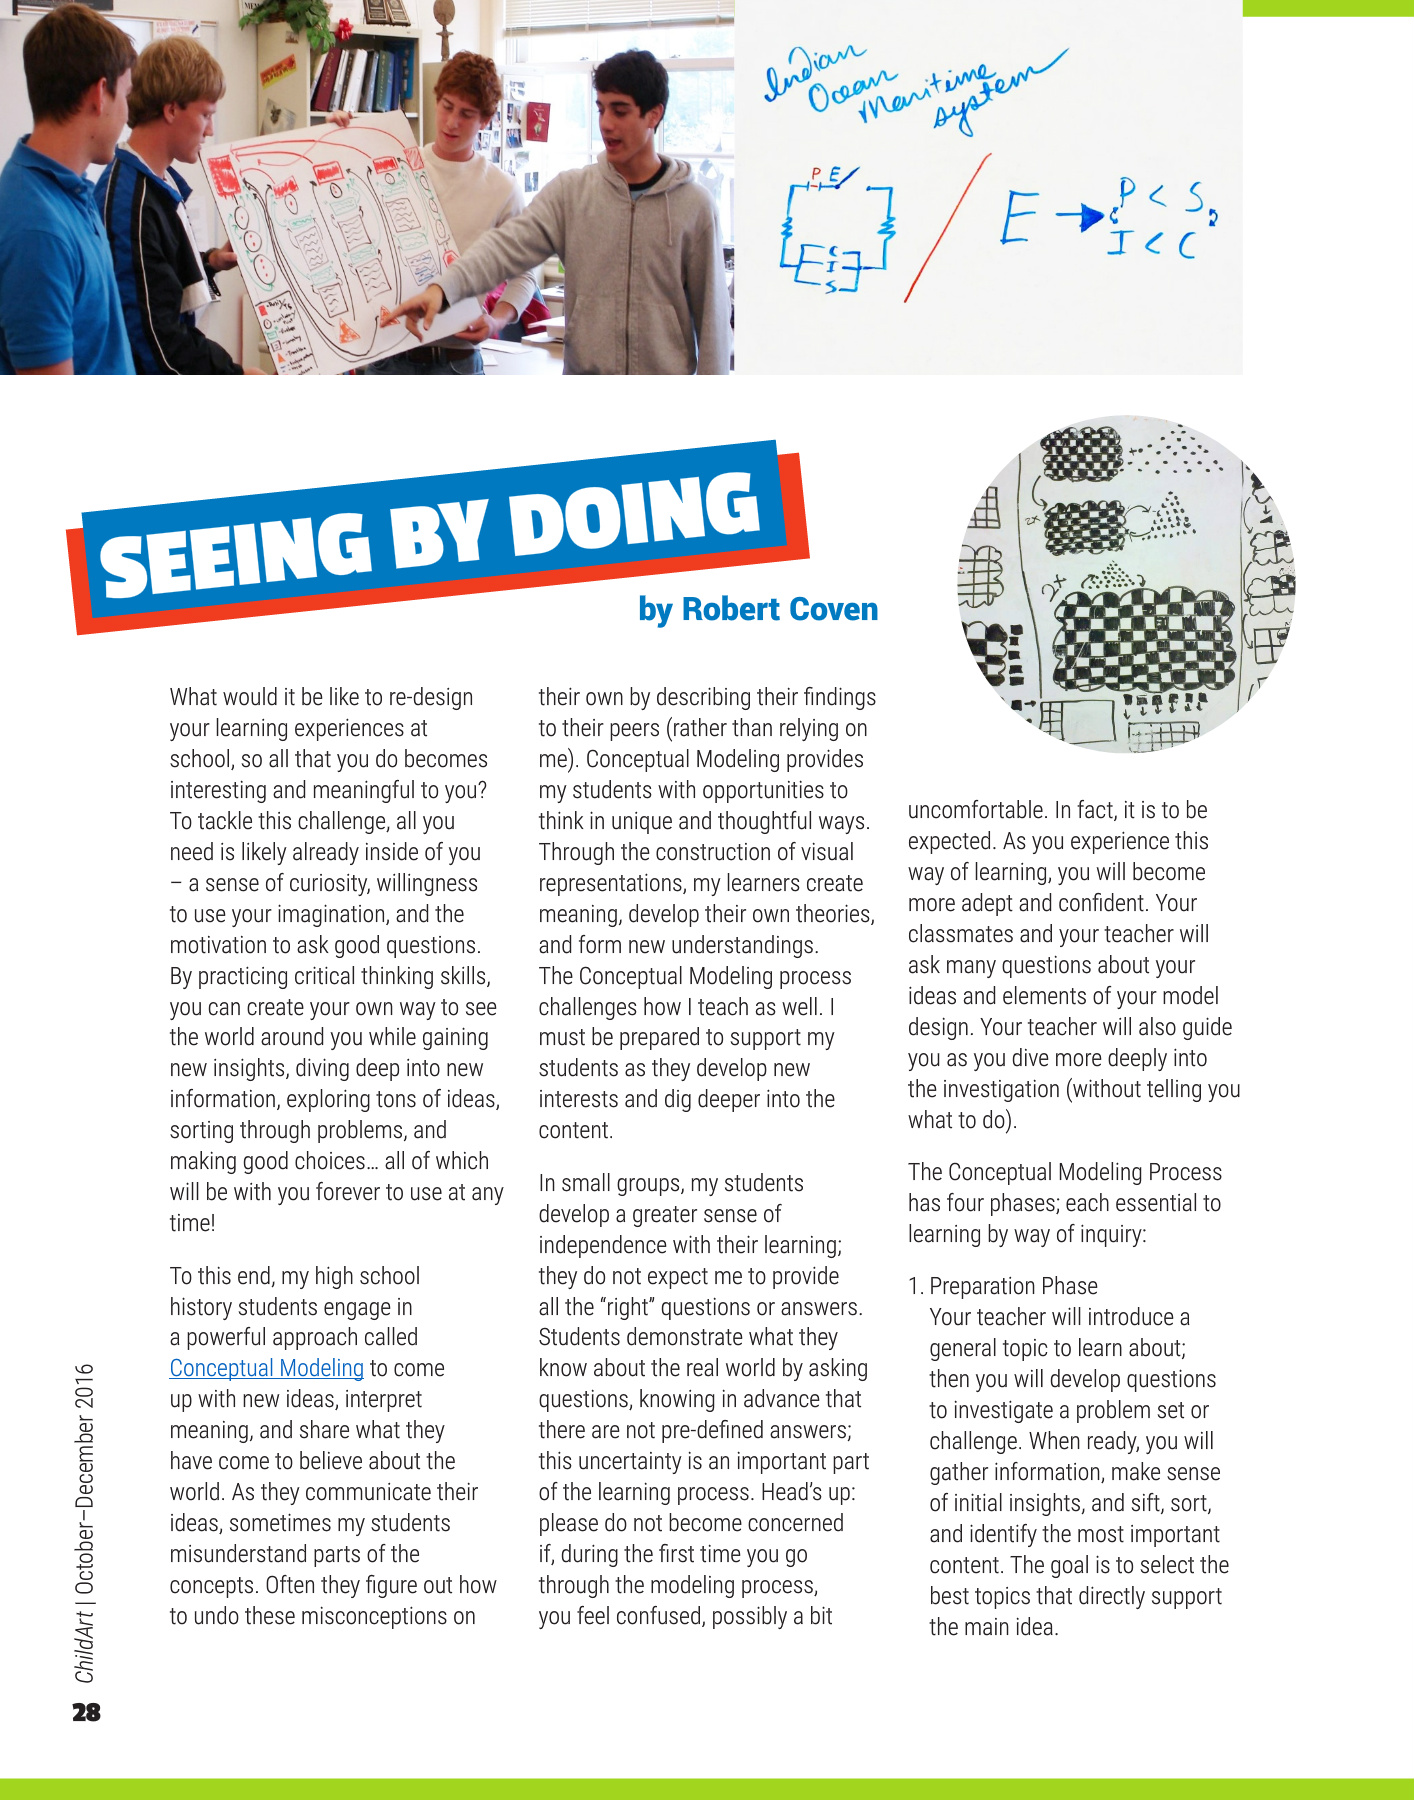 Indian
Ocean
Maritime
system
P E
E → P < S
I < C
E C
I
S
SEEING BY DOING
by Robert Coven
What would it be like to re-design
your learning experiences at
school, so all that you do becomes
interesting and meaningful to you?
To tackle this challenge, all you
need is likely already inside of you
– a sense of curiosity, willingness
to use your imagination, and the
motivation to ask good questions.
By practicing critical thinking skills,
you can create your own way to see
the world around you while gaining
new insights, diving deep into new
information, exploring tons of ideas,
sorting through problems, and
making good choices… all of which
will be with you forever to use at any
time!
To this end, my high school
history students engage in
a powerful approach called
Conceptual Modeling to come
up with new ideas, interpret
meaning, and share what they
have come to believe about the
world. As they communicate their
ideas, sometimes my students
misunderstand parts of the
concepts. Often they figure out how
to undo these misconceptions on
their own by describing their findings
to their peers (rather than relying on
me). Conceptual Modeling provides
my students with opportunities to
think in unique and thoughtful ways.
Through the construction of visual
representations, my learners create
meaning, develop their own theories,
and form new understandings.
The Conceptual Modeling process
challenges how I teach as well. I
must be prepared to support my
students as they develop new
interests and dig deeper into the
content.
In small groups, my students
develop a greater sense of
independence with their learning;
they do not expect me to provide
all the “right” questions or answers.
Students demonstrate what they
know about the real world by asking
questions, knowing in advance that
there are not pre-defined answers;
this uncertainty is an important part
of the learning process. Head’s up:
please do not become concerned
if, during the first time you go
through the modeling process,
you feel confused, possibly a bit
uncomfortable. In fact, it is to be
expected. As you experience this
way of learning, you will become
more adept and confident. Your
classmates and your teacher will
ask many questions about your
ideas and elements of your model
design. Your teacher will also guide
you as you dive more deeply into
the investigation (without telling you
what to do).
The Conceptual Modeling Process
has four phases; each essential to
learning by way of inquiry:
1. Preparation Phase
Your teacher will introduce a
general topic to learn about;
then you will develop questions
to investigate a problem set or
challenge. When ready, you will
gather information, make sense
of initial insights, and sift, sort,
and identify the most important
content. The goal is to select the
best topics that directly support
the main idea.
ChildArt | October–December 2016
28